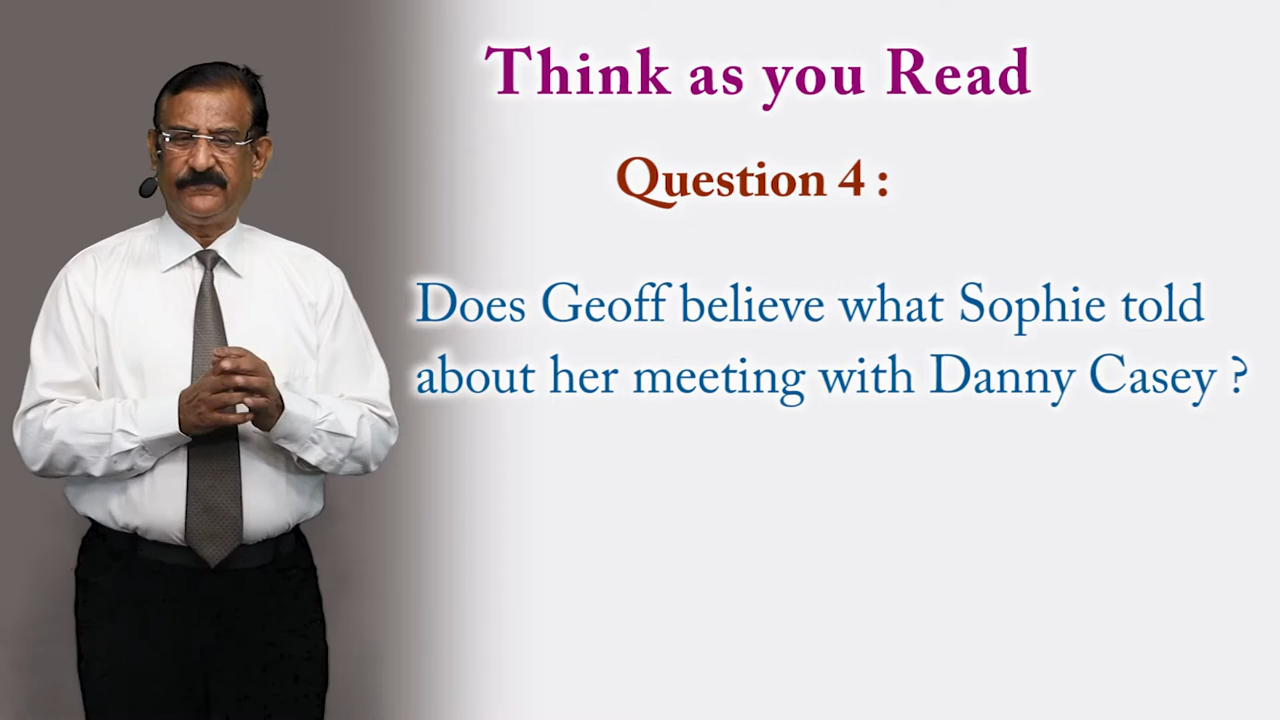 Think as you Read
Question 4 :
Does Geoff believe what Sophie told
about her meeting with Danny Casey ?